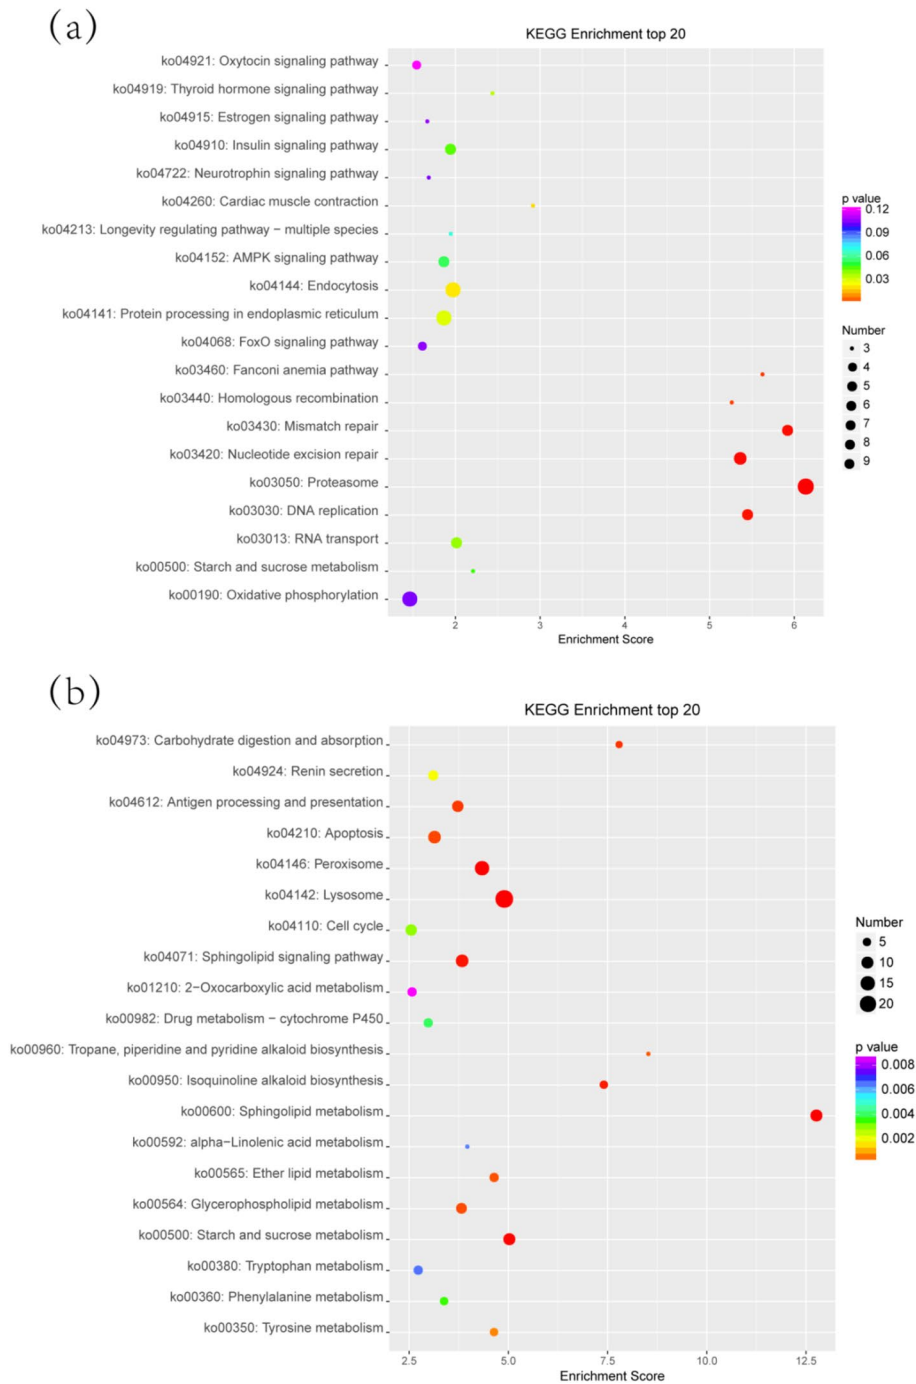 (a)
KEGG Enrichment top 20
ko04921: Oxytocin signaling pathway
ko04919: Thyroid hormone signaling pathway
ko04915: Estrogen signaling pathway
ko04910: Insulin signaling pathway
ko04722: Neurotrophin signaling pathway
ko04260: Cardiac muscle contraction
ko04213: Longevity regulating pathway − multiple species
ko04152: AMPK signaling pathway
ko04144: Endocytosis
ko04141: Protein processing in endoplasmic reticulum
ko04068: FoxO signaling pathway
ko03460: Fanconi anemia pathway
ko03440: Homologous recombination
ko03430: Mismatch repair
ko03420: Nucleotide excision repair
ko03050: Proteasome
ko03030: DNA replication
ko03013: RNA transport
ko00500: Starch and sucrose metabolism
ko00190: Oxidative phosphorylation
2 3 4 5 6
Enrichment Score
p value
0.12
0.09
0.06
0.03
Number
3
4
5
6
7
8
9
(b)
KEGG Enrichment top 20
ko04973: Carbohydrate digestion and absorption
ko04924: Renin secretion
ko04612: Antigen processing and presentation
ko04210: Apoptosis
ko04146: Peroxisome
ko04142: Lysosome
ko04110: Cell cycle
ko04071: Sphingolipid signaling pathway
ko01210: 2−Oxocarboxylic acid metabolism
ko00982: Drug metabolism − cytochrome P450
ko00960: Tropane, piperidine and pyridine alkaloid biosynthesis
ko00950: Isoquinoline alkaloid biosynthesis
ko00600: Sphingolipid metabolism
ko00592: alpha−Linolenic acid metabolism
ko00565: Ether lipid metabolism
ko00564: Glycerophospholipid metabolism
ko00500: Starch and sucrose metabolism
ko00380: Tryptophan metabolism
ko00360: Phenylalanine metabolism
ko00350: Tyrosine metabolism
2.5 5.0 7.5 10.0 12.5
Enrichment Score
Number
5
10
15
20
p value
0.008
0.006
0.004
0.002